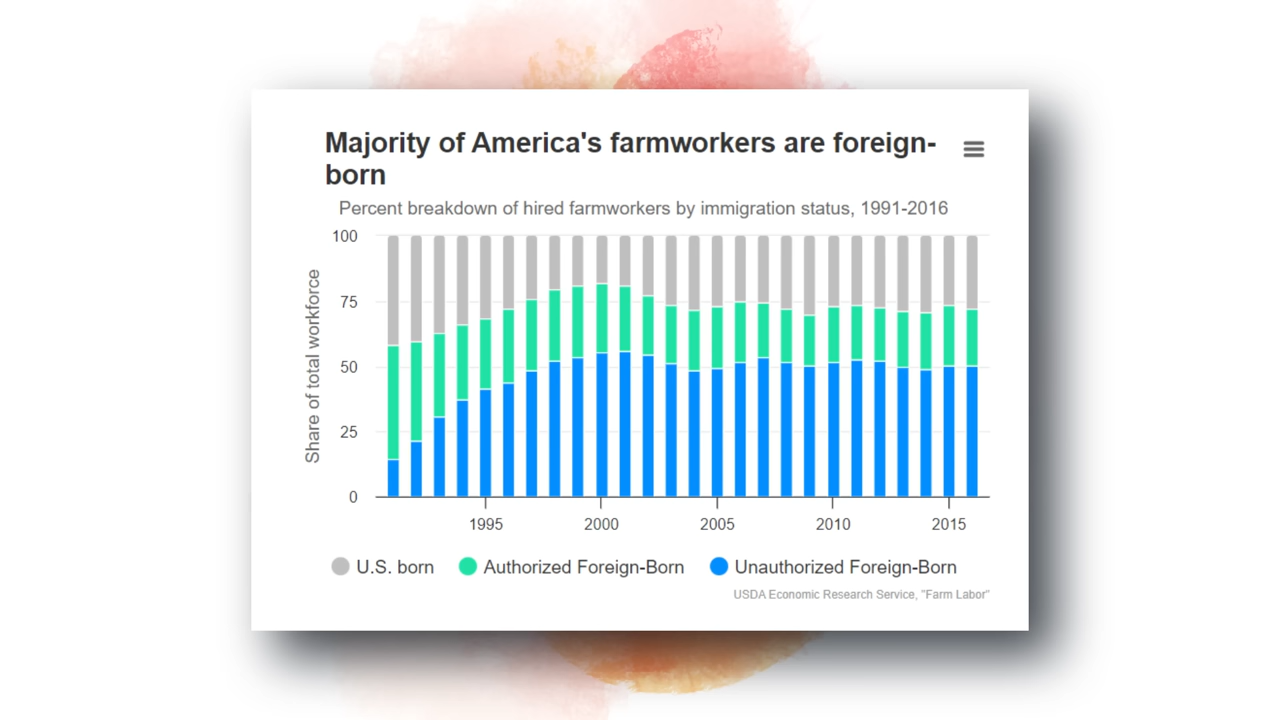 Majority of America's farmworkers are foreign-
born
Percent breakdown of hired farmworkers by immigration status, 1991-2016
100
75
50
25
0
Share of total workforce
1995 2000 2005 2010 2015
U.S. born Authorized Foreign-Born Unauthorized Foreign-Born
USDA Economic Research Service, "Farm Labor"